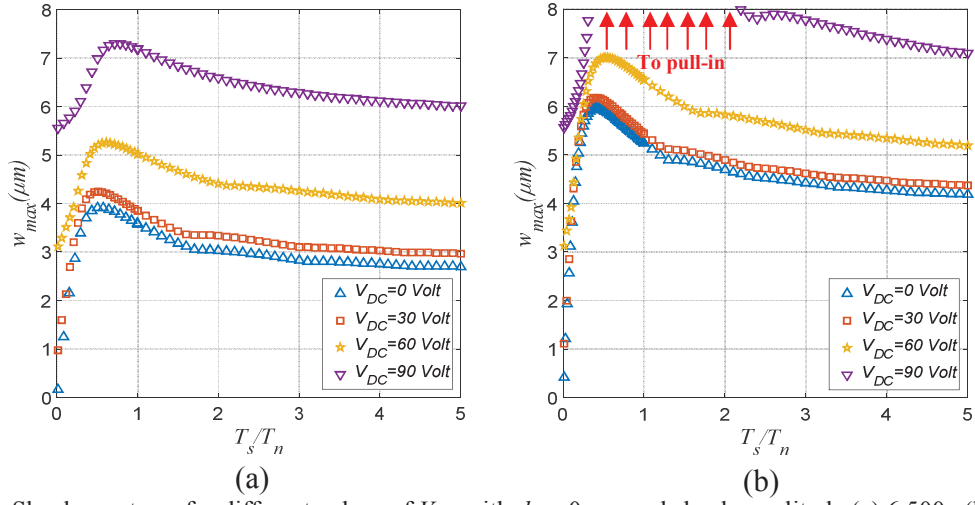 8
7
6
5
4
3
2
1
0
w_max(μm)
0 1 2 3 4 5
T_s/T_n
V_DC=0 Volt
V_DC=30 Volt
V_DC=60 Volt
V_DC=90 Volt
(a)
8
7
6
5
4
3
2
1
0
w_max(μm)
To pull-in
0 1 2 3 4 5
T_s/T_n
V_DC=0 Volt
V_DC=30 Volt
V_DC=60 Volt
V_DC=90 Volt
(b)